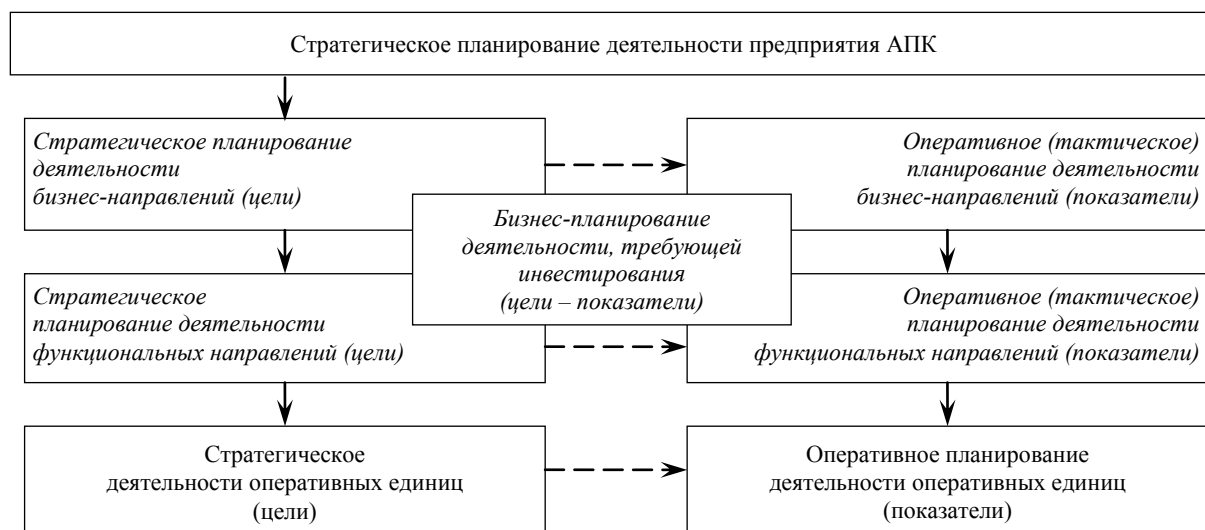 Стратегическое планирование деятельности предприятия АПК
Стратегическое планирование
деятельности
бизнес-направлений (цели)
Оперативное (тактическое)
планирование деятельности
бизнес-направлений (показатели)
Бизнес-планирование
деятельности, требующей
инвестирования
(цели – показатели)
Стратегическое
планирование деятельности
функциональных направлений (цели)
Оперативное (тактическое)
планирование деятельности
функциональных направлений (показатели)
Стратегическое
деятельности оперативных единиц
(цели)
Оперативное планирование
деятельности оперативных единиц
(показатели)